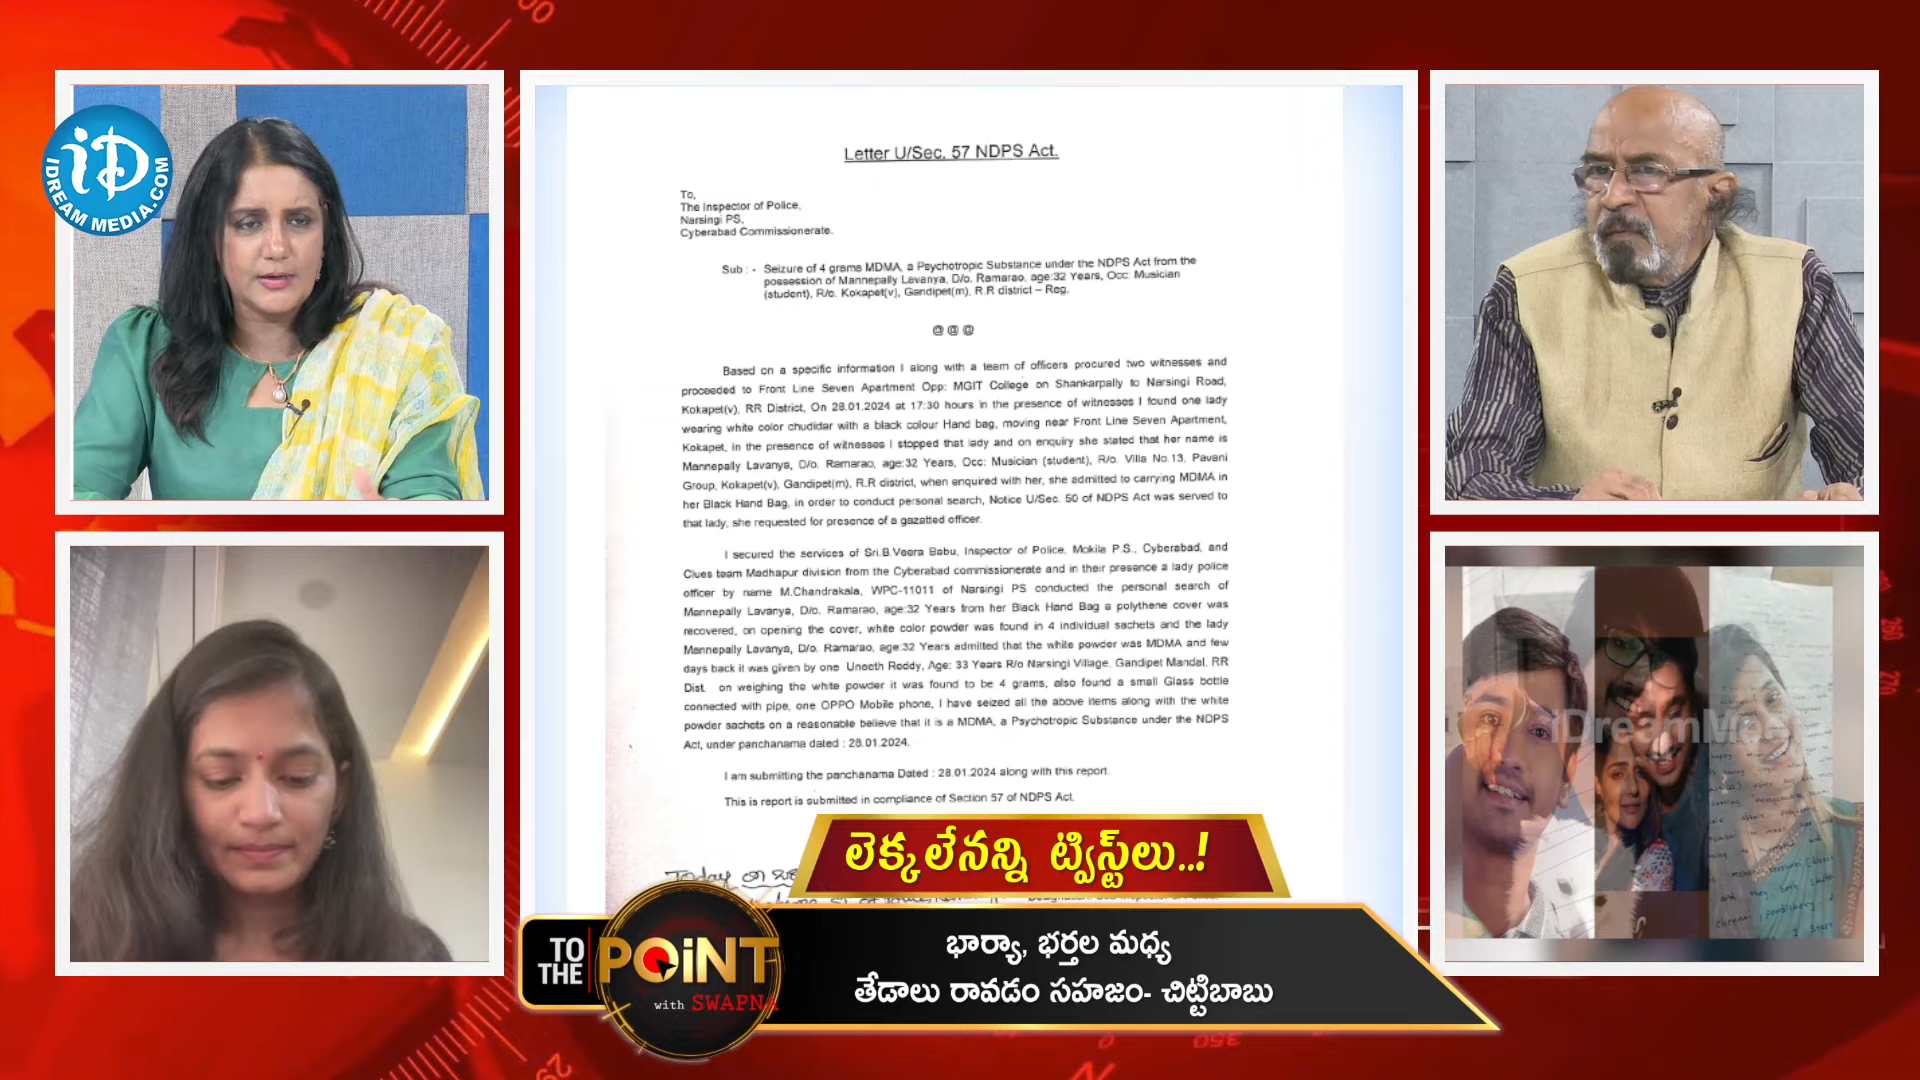 iD
IDREAM MEDIA.COM
Letter U/Sec. 57 NDPS Act.
To,
The Inspector of Police,
Narsingi PS,
Cyberabad Commissionerate.
Sub : - Seizure of 4 grams MDMA, a Psychotropic Substance under the NDPS Act from the
possession of Mannepally Lavanya, D/o. Ramarao, age:32 Years, Occ: Musician
(student), R/o. Kokapet(v), Gandipet(m), R.R district – Reg.
@@@
Based on a specific information I along with a team of officers procured two witnesses and
proceeded to Front Line Seven Apartment Opp: MGIT College on Shankarpally to Narsingi Road,
Kokapet(v), RR District, On 28.01.2024 at 17:30 hours in the presence of witnesses I found one lady
wearing white color chudidar with a black colour Hand bag, moving near Front Line Seven Apartment,
Kokapet, in the presence of witnesses I stopped that lady and on enquiry she stated that her name is
Mannepally Lavanya, D/o. Ramarao, age:32 Years, Occ: Musician (student), R/o. Villa No.13, Pavani
Group, Kokapet(v), Gandipet(m), R.R district, when enquired with her, she admitted to carrying MDMA in
her Black Hand Bag, in order to conduct personal search, Notice U/Sec. 50 of NDPS Act was served to
that lady, she requested for presence of a gazatted officer.
I secured the services of Sri.B.Veera Babu, Inspector of Police, Mokila P.S., Cyberabad, and
Clues team Madhapur division from the Cyberabad commissionerate and in their presence a lady police
officer by name M.Chandrakala, WPC-11011 of Narsingi PS conducted the personal search of
Mannepally Lavanya, D/o. Ramarao, age:32 Years from her Black Hand Bag a polythene cover was
recovered, on opening the cover, white color powder was found in 4 individual sachets and the lady
Mannepally Lavanya, D/o. Ramarao, age:32 Years admitted that the white powder was MDMA and few
days back it was given by one Uneeth Reddy, Age: 33 Years R/o Narsingi Village, Gandipet Mandal, RR
Dist. on weighing the white powder it was found to be 4 grams, also found a small Glass bottle
connected with pipe, one OPPO Mobile phone, I have seized all the above items along with the white
powder sachets on a reasonable believe that it is a MDMA, a Psychotropic Substance under the NDPS
Act, under panchanama dated : 28.01.2024.
I am submitting the panchanama Dated : 28.01.2024 along with this report.
This is report is submitted in compliance of Section 57 of NDPS Act.
Today
iDreamMe
లెక్కలేనన్ని ట్విస్ట్‌లు..!
TO THE POiNT
with SWAPNA
భార్యా, భర్తల మధ్య
తేడాలు రావడం సహజం- చిట్టిబాబు